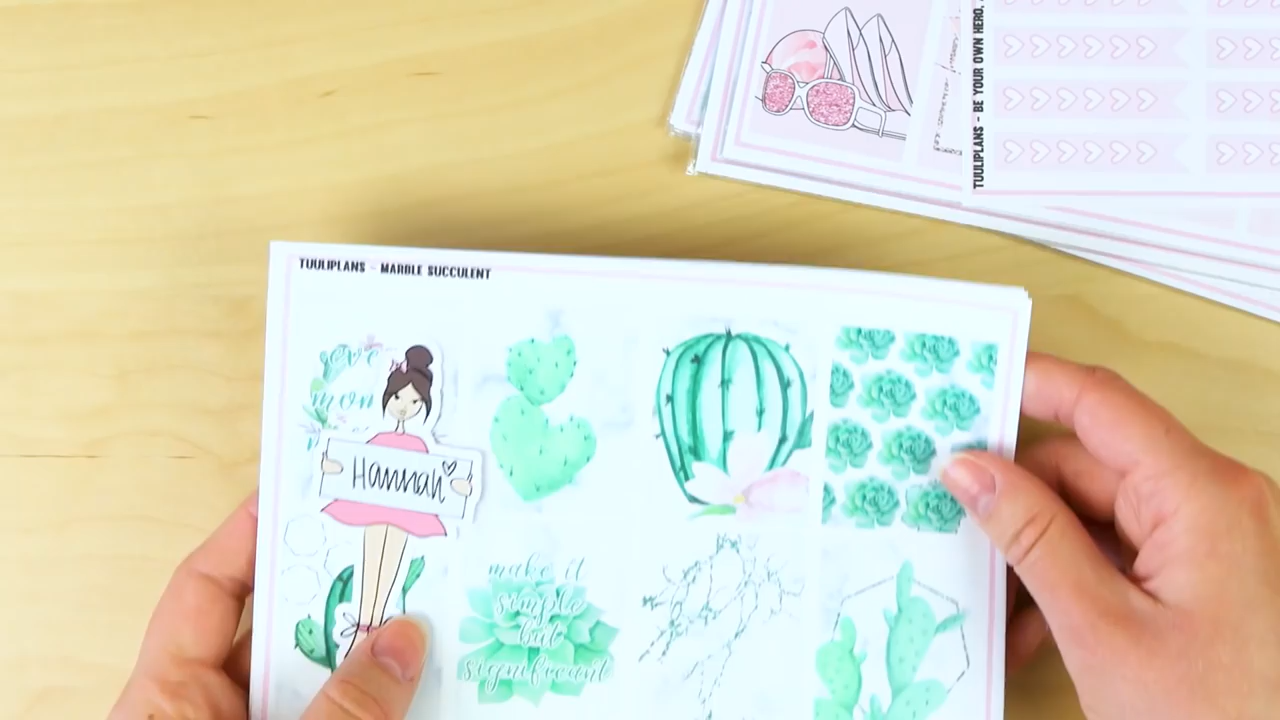 TUULIPLANS - BE YOUR OWN HERO,
TUULIPLANS - MARBLE SUCCULENT
Hannah
make it
simple
but
significant